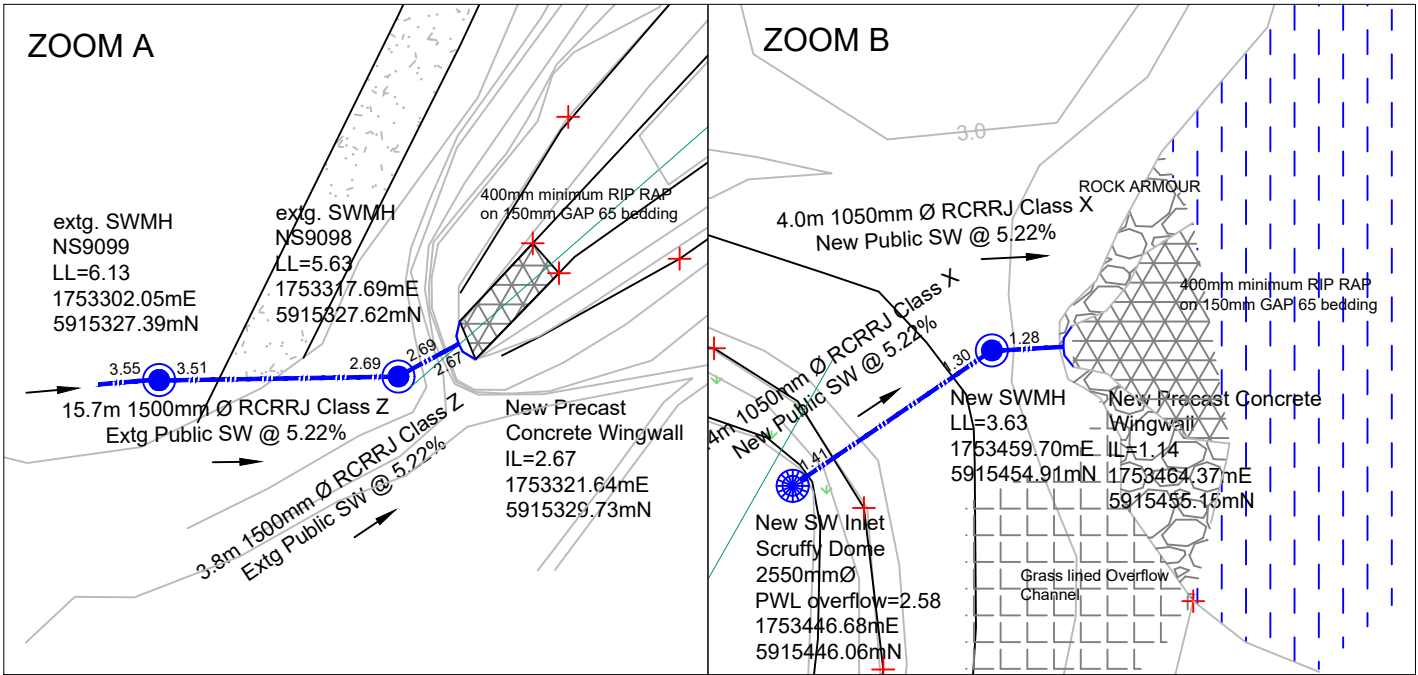 ZOOM A
extg. SWMH
NS9099
LL=6.13
1753302.05mE
5915327.39mN
extg. SWMH
NS9098
LL=5.63
1753317.69mE
5915327.62mN
400mm minimum RIP RAP
on 150mm GAP 65 bedding
3.55
3.51
2.69
2.69
2.67
15.7m 1500mm Ø RCRRJ Class Z
Extg Public SW @ 5.22%
3.8m 1500mm Ø RCRRJ Class Z
Extg Public SW @ 5.22%
New Precast
Concrete Wingwall
IL=2.67
1753321.64mE
5915329.73mN
ZOOM B
3.0
ROCK ARMOUR
4.0m 1050mm Ø RCRRJ Class X
New Public SW @ 5.22%
400mm minimum RIP RAP
on 150mm GAP 65 bedding
4m 1050mm Ø RCRRJ Class X
New Public SW @ 5.22%
1.41
1.30
1.28
New SWMH
LL=3.63
1753459.70mE
5915454.91mN
New Precast Concrete
Wingwall
IL=1.14
1753464.37mE
5915455.15mN
New SW Inlet
Scruffy Dome
2550mmØ
PWL overflow=2.58
1753446.68mE
5915446.06mN
Grass lined Overflow
Channel